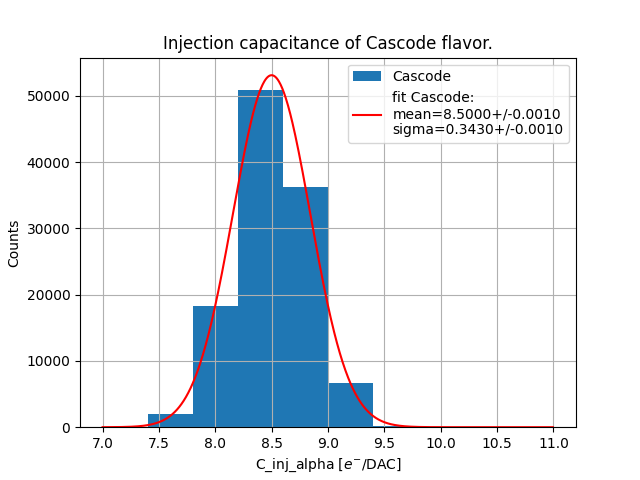 Injection capacitance of Cascode flavor.
Cascode
fit Cascode:
mean=8.5000+/-0.0010
sigma=0.3430+/-0.0010
Counts
50000
40000
30000
20000
10000
0
7.0 7.5 8.0 8.5 9.0 9.5 10.0 10.5 11.0
C_inj_alpha [e⁻/DAC]